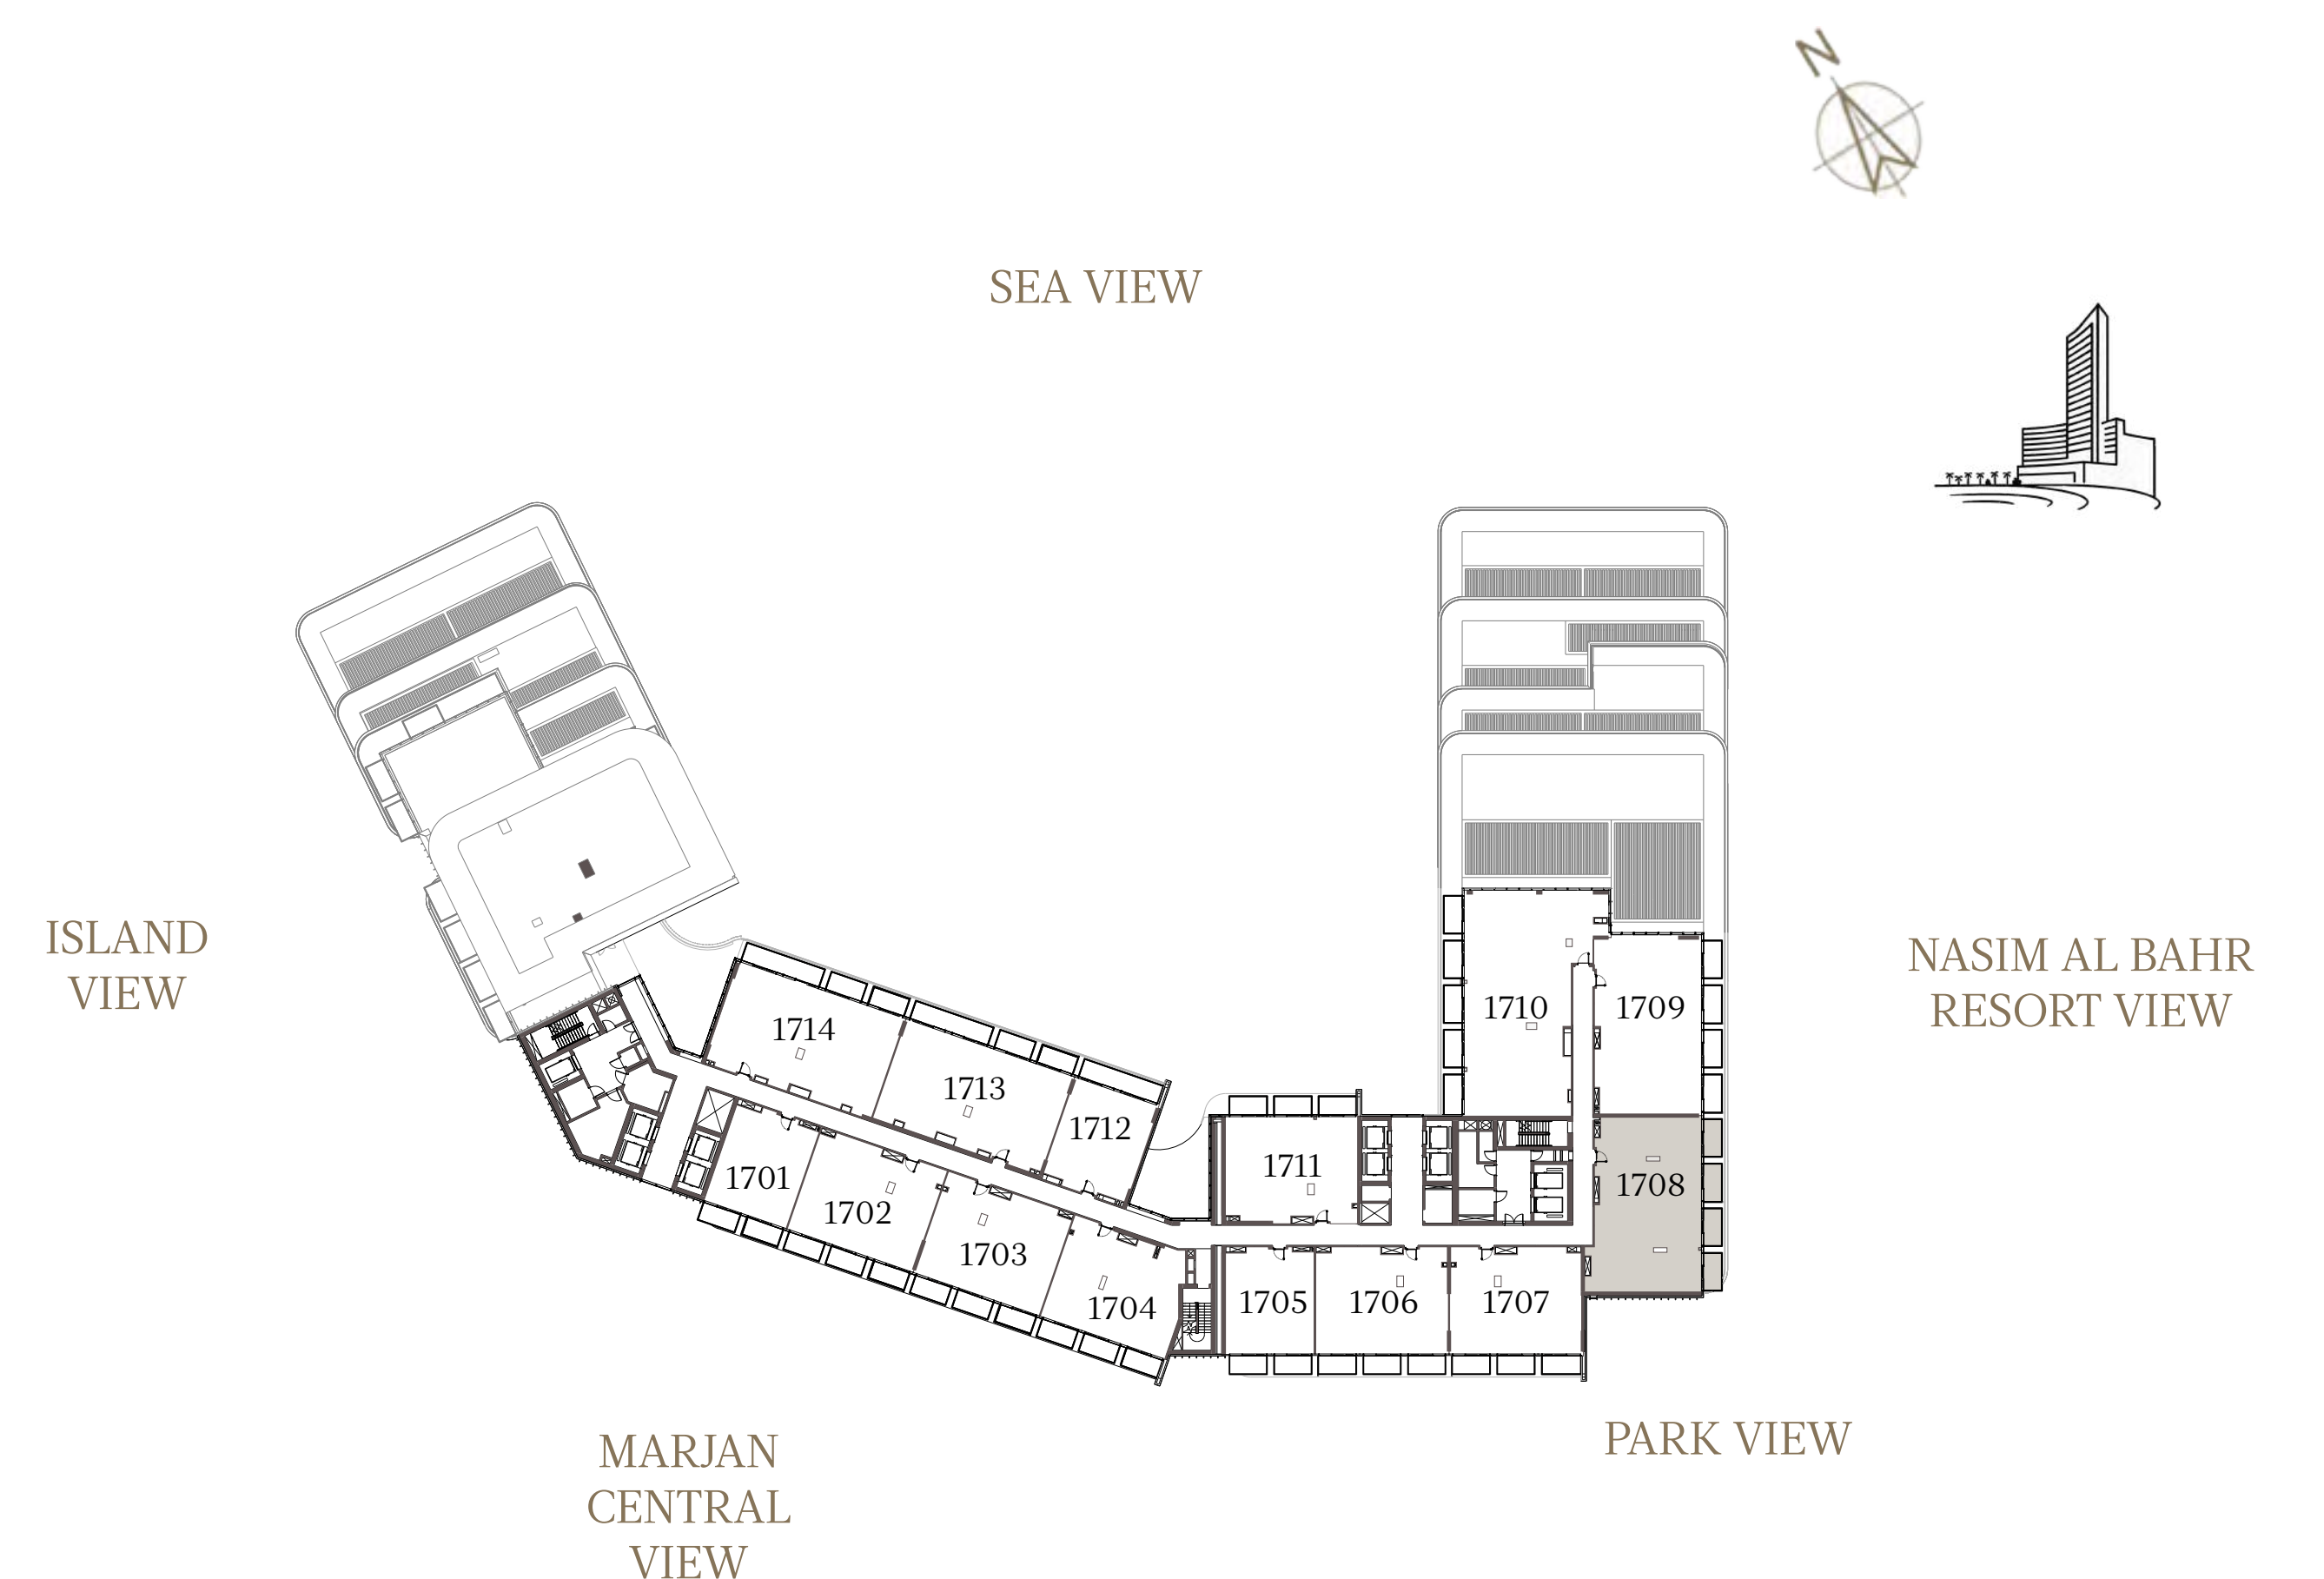 N
SEA VIEW
ISLAND
VIEW
NASIM AL BAHR
RESORT VIEW
1710
1709
1714
1713
1712
1711
1708
1701
1702
1703
1704
1705
1706
1707
PARK VIEW
MARJAN
CENTRAL
VIEW